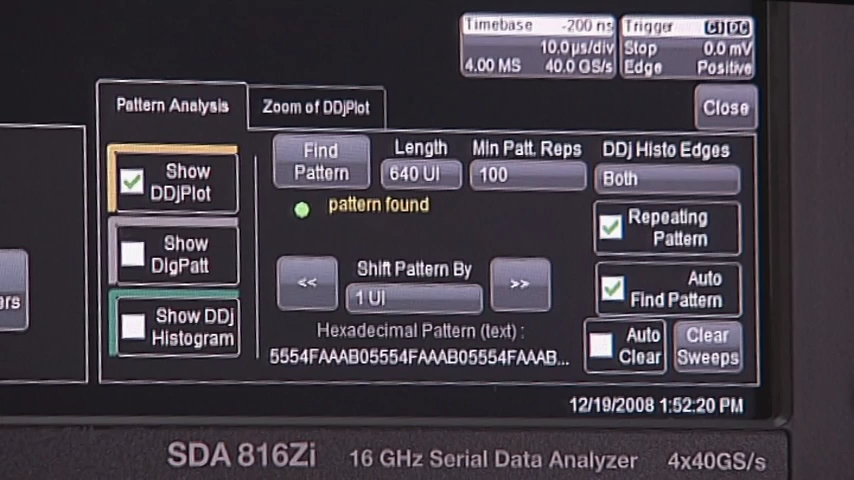 Timebase -200 ns
10.0 µs/div
4.00 MS 40.0 GS/s
Trigger C1 DC
Stop 0.0 mV
Edge Positive
Pattern Analysis
Zoom of DDjPlot
Close
Show
DDjPlot
Show
DigPatt
Show DDj
Histogram
Find
Pattern
Length
640 UI
Min Patt. Reps
100
DDj Histo Edges
Both
pattern found
Repeating
Pattern
<<
Shift Pattern By
1 UI
>>
Auto
Find Pattern
Hexadecimal Pattern (text) :
5554FAAAB05554FAAAB05554FAAAB...
Auto
Clear
Clear
Sweeps
12/19/2008 1:52:20 PM
SDA 816Zi 16 GHz Serial Data Analyzer 4x40GS/s